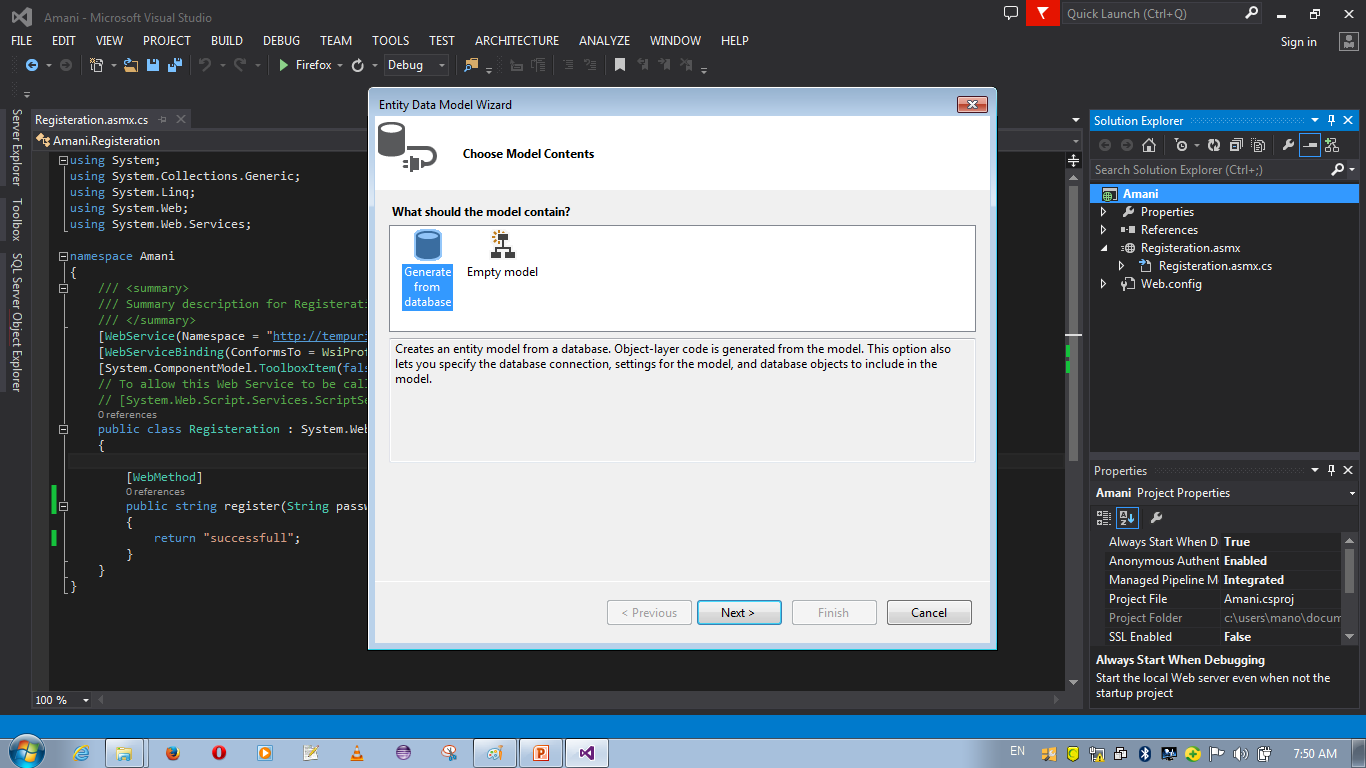 Amani - Microsoft Visual Studio
Quick Launch (Ctrl+Q)
FILE EDIT VIEW PROJECT BUILD DEBUG TEAM TOOLS TEST ARCHITECTURE ANALYZE WINDOW HELP
Sign in
Firefox
Debug
Server Explorer
Toolbox
SQL Server Object Explorer
Registeration.asmx.cs
Amani.Registeration
using System;
using System.Collections.Generic;
using System.Linq;
using System.Web;
using System.Web.Services;
namespace Amani
{
/// <summary>
/// Summary description for Registerati
/// </summary>
[WebService(Namespace = "http://tempuri
[WebServiceBinding(ConformsTo = WsiProf
[System.ComponentModel.ToolboxItem(fals
// To allow this Web Service to be call
// [System.Web.Script.Services.ScriptSe
0 references
public class Registeration : System.Web
{
[WebMethod]
0 references
public string register(String passw
{
return "successfull";
}
}
}
100 %
Entity Data Model Wizard
Choose Model Contents
What should the model contain?
Generate from database
Empty model
Creates an entity model from a database. Object-layer code is generated from the model. This option also
lets you specify the database connection, settings for the model, and database objects to include in the
model.
< Previous
Next >
Finish
Cancel
Solution Explorer
Search Solution Explorer (Ctrl+;)
Amani
Properties
References
Registeration.asmx
Registeration.asmx.cs
Web.config
Properties
Amani Project Properties
Always Start When D True
Anonymous Authent Enabled
Managed Pipeline M Integrated
Project File Amani.csproj
Project Folder c:\users\mano\docum
SSL Enabled False
Always Start When Debugging
Start the local Web server even when not the
startup project
EN
7:50 AM